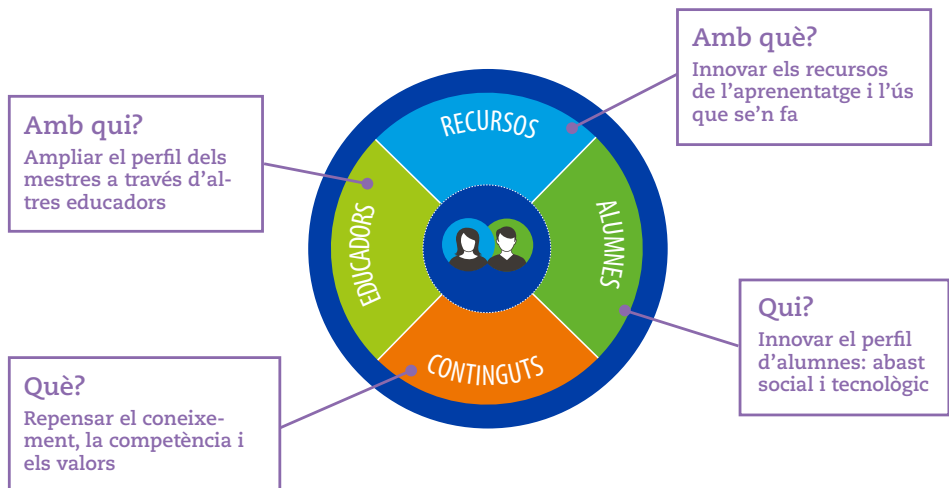 Amb què?
Innovar els recursos
de l’aprenentatge i l’ús
que se’n fa
Amb qui?
Ampliar el perfil dels
mestres a través d’al-
tres educadors
RECURSOS
EDUCADORS
ALUMNES
CONTINGUTS
Qui?
Innovar el perfil
d’alumnes: abast
social i tecnològic
Què?
Repensar el coneixe-
ment, la competència i
els valors